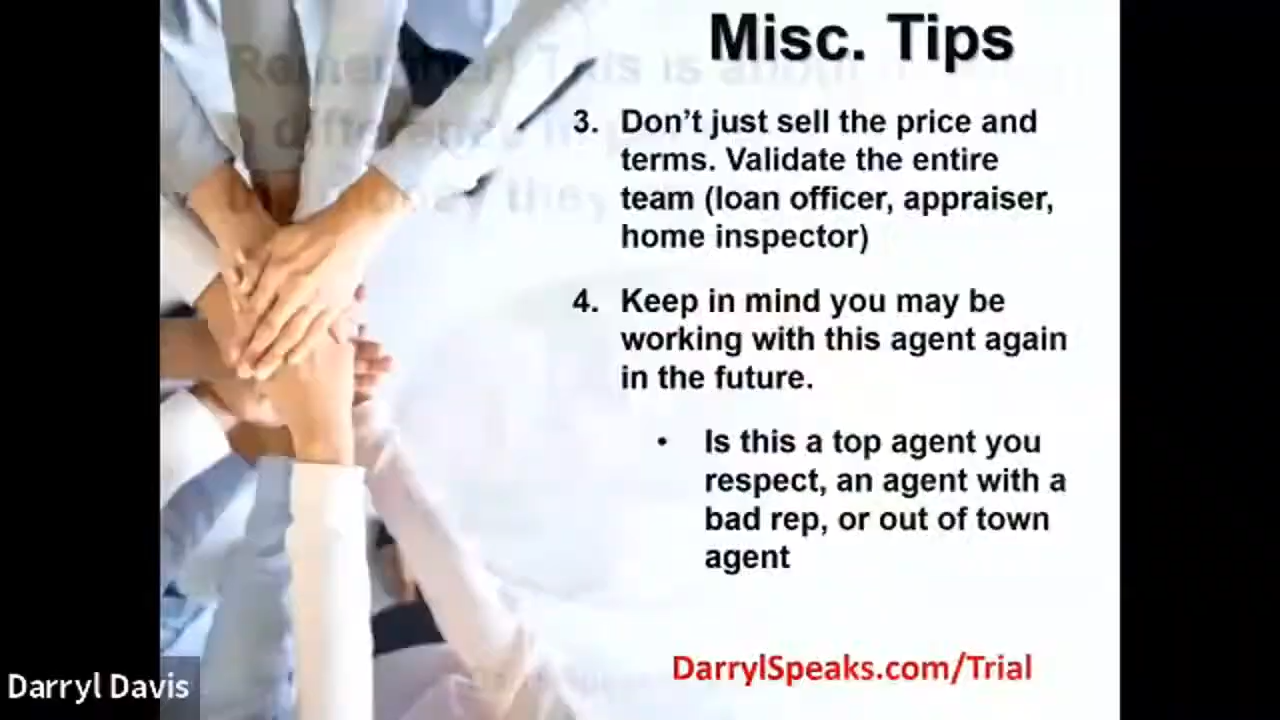 Misc. Tips
3. Don't just sell the price and
terms. Validate the entire
team (loan officer, appraiser,
home inspector)
4. Keep in mind you may be
working with this agent again
in the future.
• Is this a top agent you
respect, an agent with a
bad rep, or out of town
agent
DarrylSpeaks.com/Trial
Darryl Davis